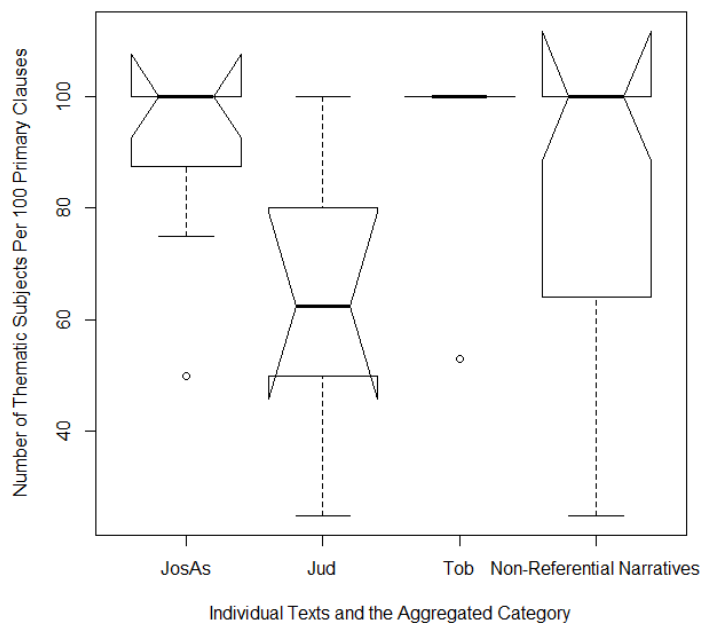 Number of Thematic Subjects Per 100 Primary Clauses
100
80
60
40
JosAs
Jud
Tob
Non-Referential Narratives
Individual Texts and the Aggregated Category